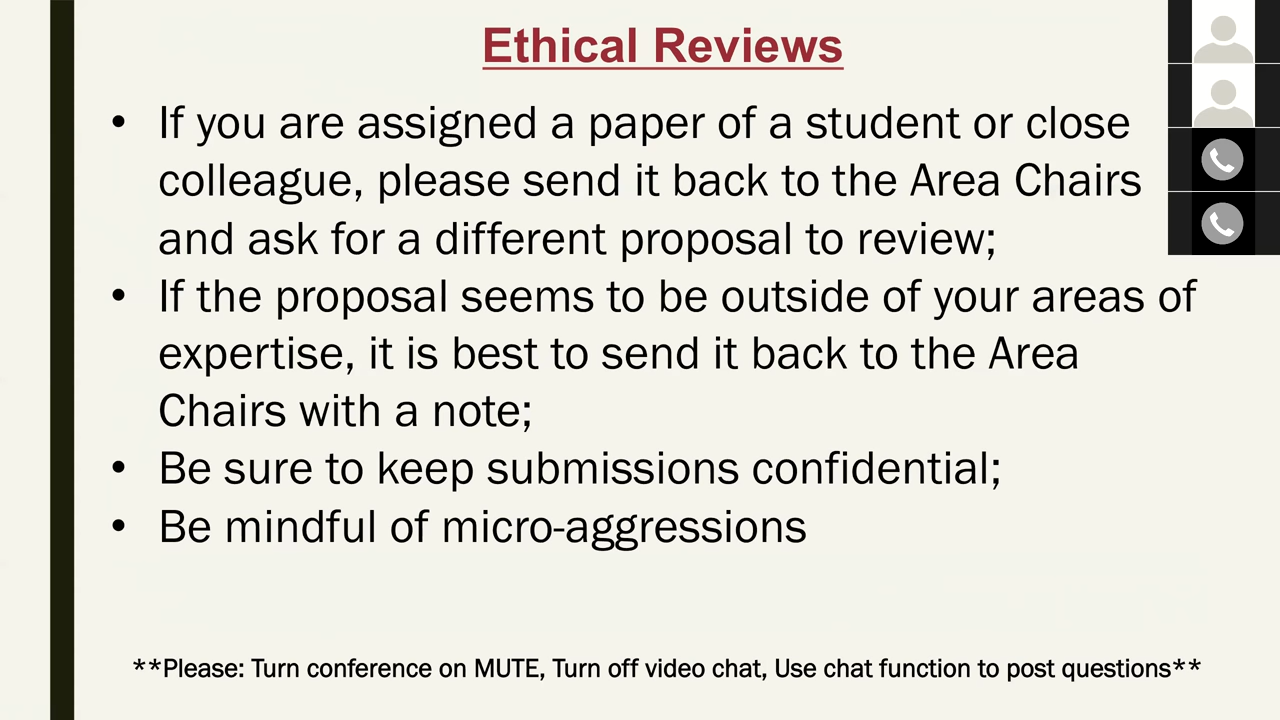 Ethical Reviews
• If you are assigned a paper of a student or close
colleague, please send it back to the Area Chairs
and ask for a different proposal to review;
• If the proposal seems to be outside of your areas of
expertise, it is best to send it back to the Area
Chairs with a note;
• Be sure to keep submissions confidential;
• Be mindful of micro-aggressions
**Please: Turn conference on MUTE, Turn off video chat, Use chat function to post questions**